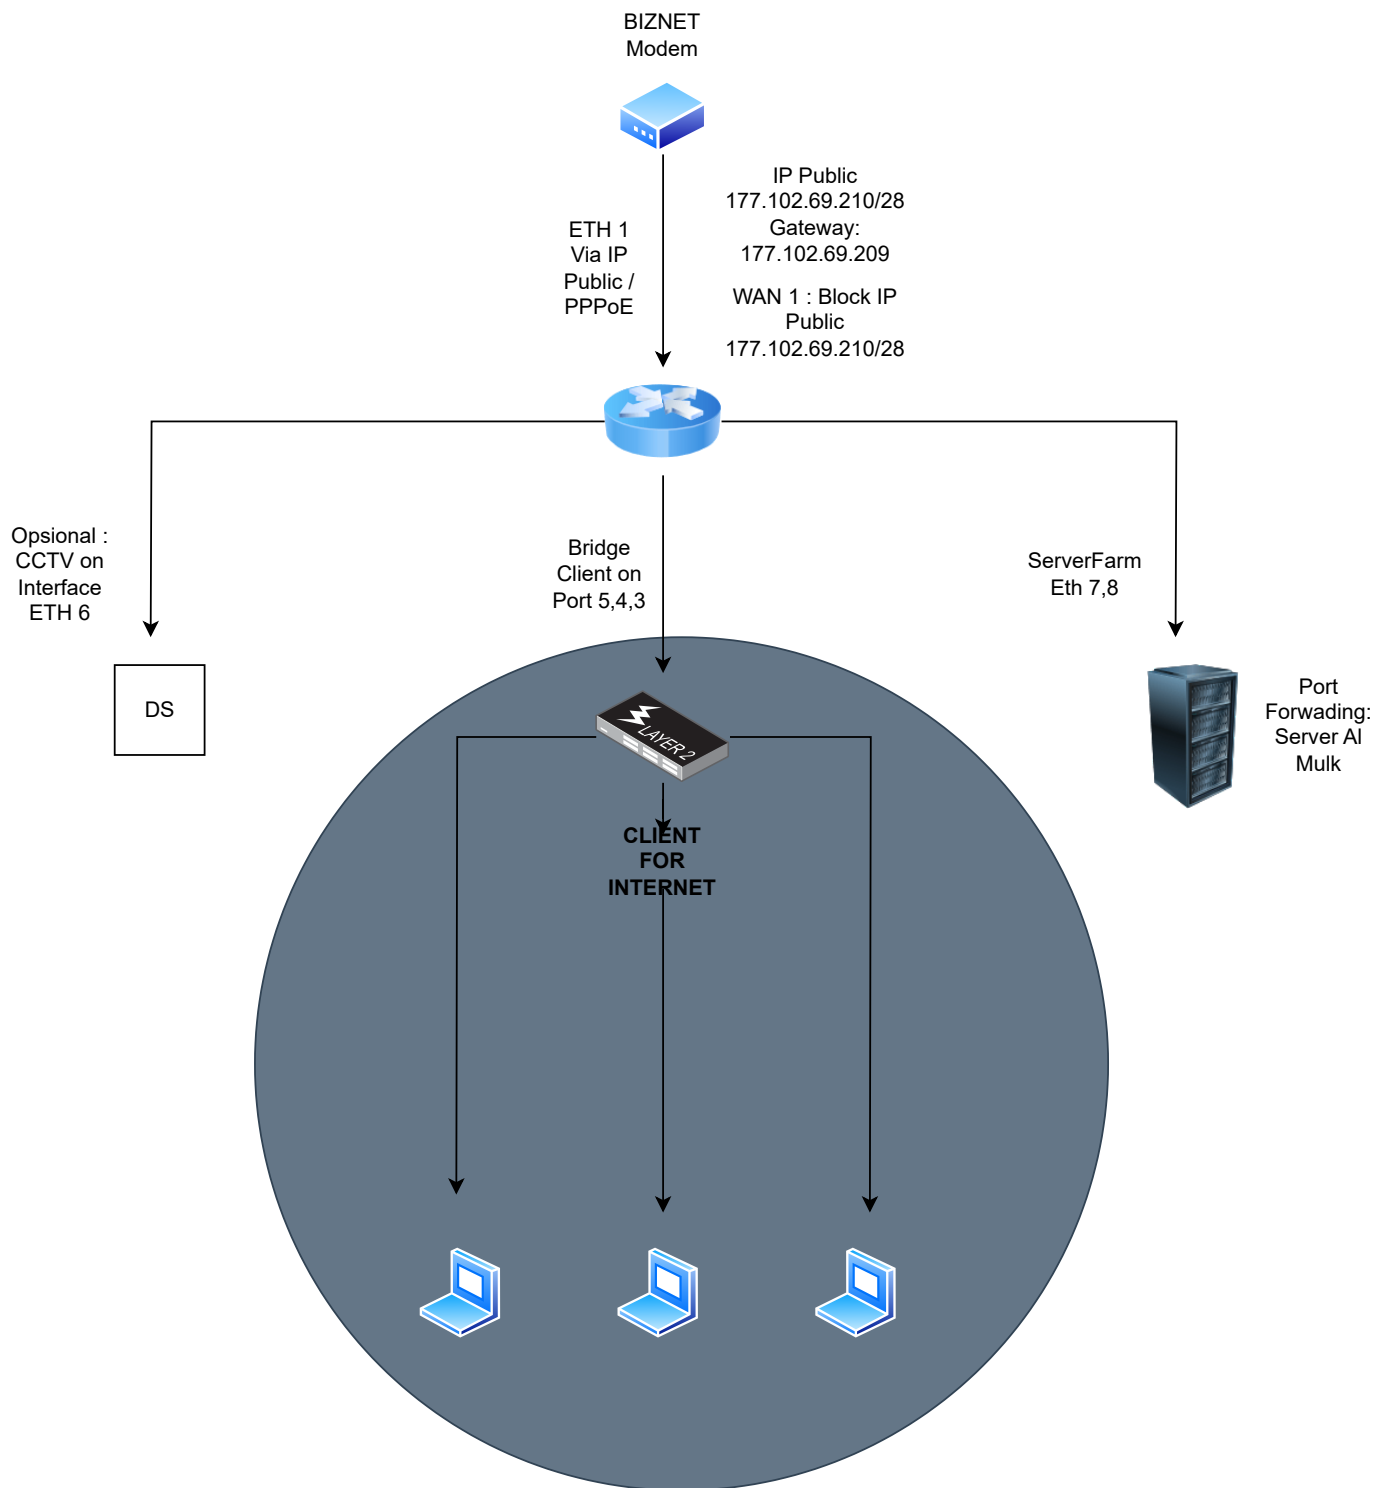 BIZNET
Modem
IP Public
177.102.69.210/28
Gateway:
177.102.69.209
ETH 1
Via IP
Public /
PPPoE
WAN 1 : Block IP
Public
177.102.69.210/28
Opsional :
CCTV on
Interface
ETH 6
Bridge
Client on
Port 5,4,3
ServerFarm
Eth 7,8
DS
LAYER 2
Port
Forwading:
Server Al
Mulk
CLIENT
FOR
INTERNET